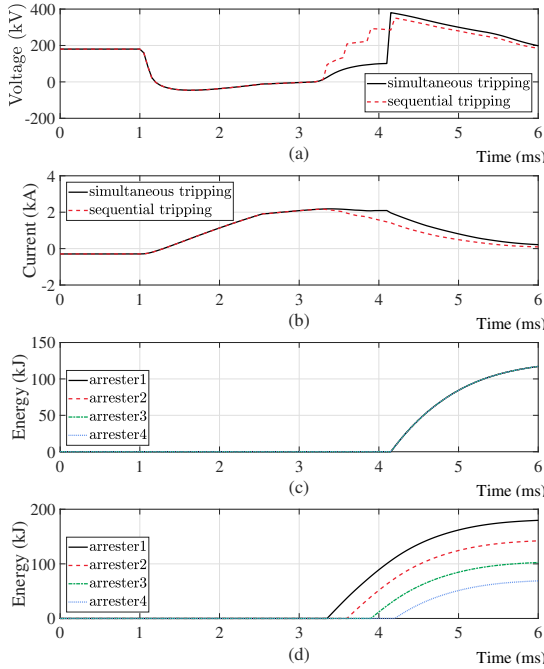 Voltage (kV)
400
200
0
-200
simultaneous tripping
sequential tripping
0 1 2 3 4 5 6
(a)
Time (ms)
Current (kA)
4
2
0
-2
simultaneous tripping
sequential tripping
0 1 2 3 4 5 6
(b)
Time (ms)
Energy (kJ)
150
100
50
0
arrester1
arrester2
arrester3
arrester4
0 1 2 3 4 5 6
(c)
Time (ms)
Energy (kJ)
200
100
0
arrester1
arrester2
arrester3
arrester4
0 1 2 3 4 5 6
(d)
Time (ms)